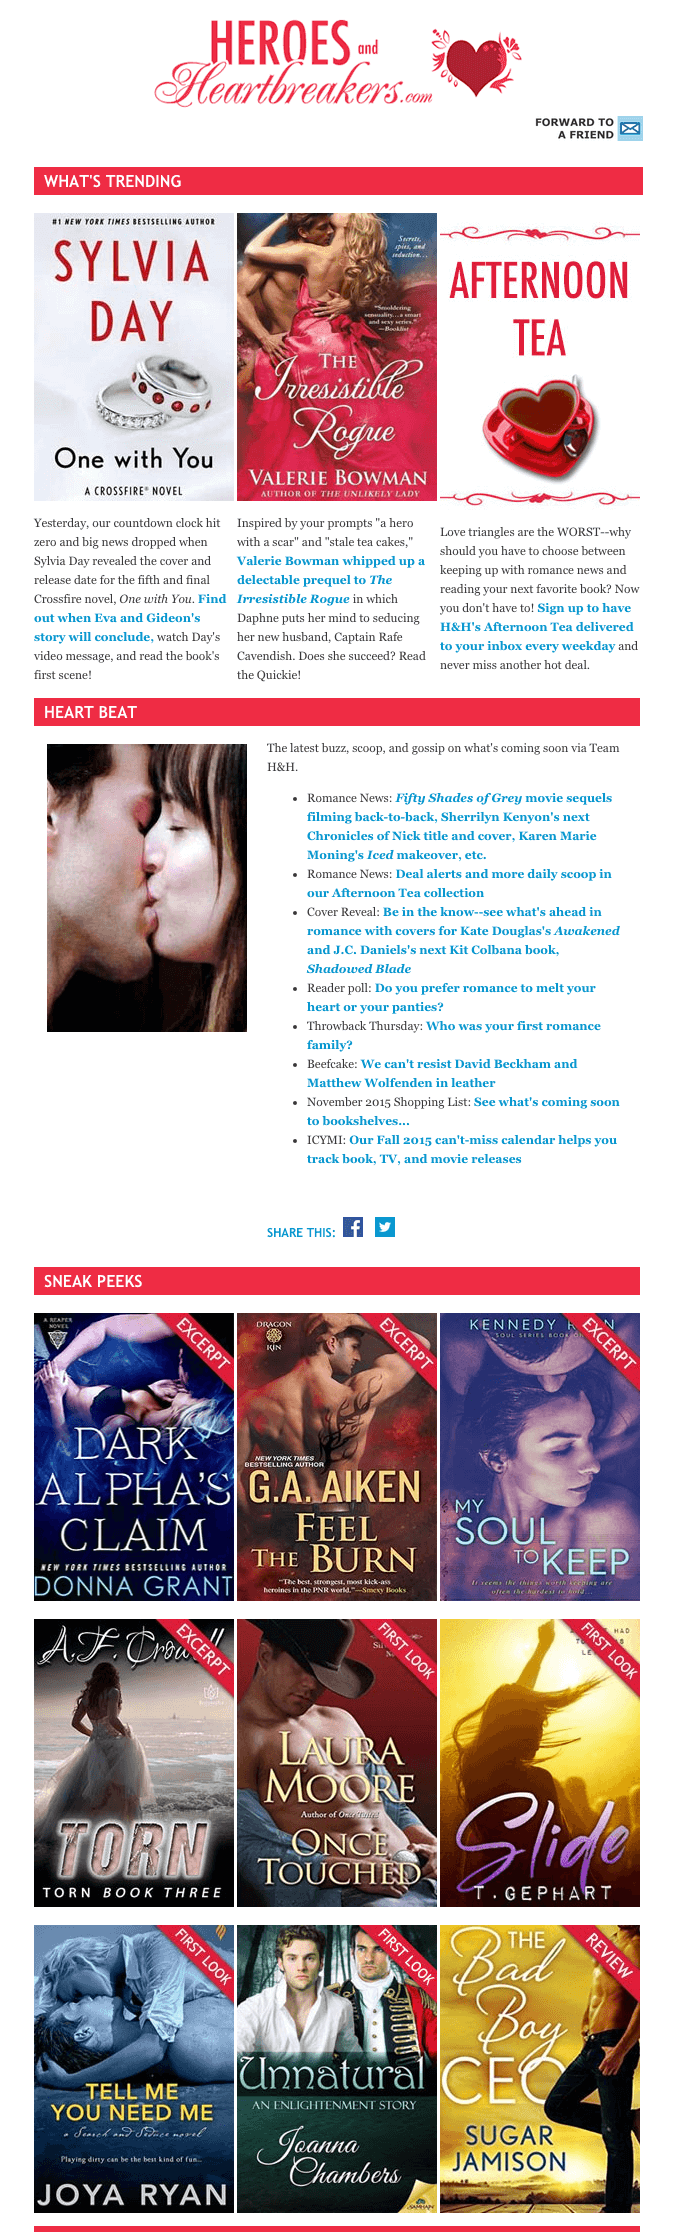 HEROES and
Heartbreakers.com
FORWARD TO
A FRIEND
WHAT'S TRENDING
#1 NEW YORK TIMES BESTSELLING AUTHOR
SYLVIA
DAY
One with You
A CROSSFIRE® NOVEL
Secrets,
spies, and
seduction...
"Smoldering
sensuality...a smart
and sexy series."
—Booklist
THE
Irresistible
Rogue
VALERIE BOWMAN
AUTHOR OF THE UNLIKELY LADY
AFTERNOON
TEA
Yesterday, our countdown clock hit
zero and big news dropped when
Sylvia Day revealed the cover and
release date for the fifth and final
Crossfire novel, One with You. Find
out when Eva and Gideon's
story will conclude, watch Day's
video message, and read the book's
first scene!
Inspired by your prompts "a hero
with a scar" and "stale tea cakes,"
Valerie Bowman whipped up a
delectable prequel to The
Irresistible Rogue in which
Daphne puts her mind to seducing
her new husband, Captain Rafe
Cavendish. Does she succeed? Read
the Quickie!
Love triangles are the WORST--why
should you have to choose between
keeping up with romance news and
reading your next favorite book? Now
you don't have to! Sign up to have
H&H's Afternoon Tea delivered
to your inbox every weekday and
never miss another hot deal.
HEART BEAT
The latest buzz, scoop, and gossip on what's coming soon via Team
H&H.
• Romance News: Fifty Shades of Grey movie sequels
filming back-to-back, Sherrilyn Kenyon's next
Chronicles of Nick title and cover, Karen Marie
Moning's Iced makeover, etc.
• Romance News: Deal alerts and more daily scoop in
our Afternoon Tea collection
• Cover Reveal: Be in the know--see what's ahead in
romance with covers for Kate Douglas's Awakened
and J.C. Daniels's next Kit Colbana book,
Shadowed Blade
• Reader poll: Do you prefer romance to melt your
heart or your panties?
• Throwback Thursday: Who was your first romance
family?
• Beefcake: We can't resist David Beckham and
Matthew Wolfenden in leather
• November 2015 Shopping List: See what's coming soon
to bookshelves...
• ICYMI: Our Fall 2015 can't-miss calendar helps you
track book, TV, and movie releases
SHARE THIS:
SNEAK PEEKS
A REAPER
NOVEL
EXCERPT
DARK
ALPHA'S
CLAIM
NEW YORK TIMES BESTSELLING AUTHOR
DONNA GRANT
DRAGON
KIN
EXCERPT
NEW YORK TIMES
BESTSELLING AUTHOR
G.A. AIKEN
FEEL
THE BURN
"The best, strongest, most kick-ass
heroines in the PNR world."—Smexy Books
KENNEDY
SOUL SERIES BOOK
EXCERPT
MY
SOUL
TO KEEP
It seems the things worth keeping are
often the hardest to hold...
A.F.
EXCERPT
TORN
TORN BOOK THREE
FIRST LOOK
LAURA
MOORE
Author of Once Tempted
ONCE
TOUCHED
HAD
FIRST LOOK
Slide
T. GEPHART
FIRST LOOK
TELL ME
YOU NEED ME
a Search and Seduce novel
Playing dirty can be the best kind of fun...
JOYA RYAN
FIRST LOOK
Unnatural
AN ENLIGHTENMENT STORY
Joanna
Chambers
SAMHAIN
REVIEW
THE
Bad
Boy
CEO
SUGAR
JAMISON